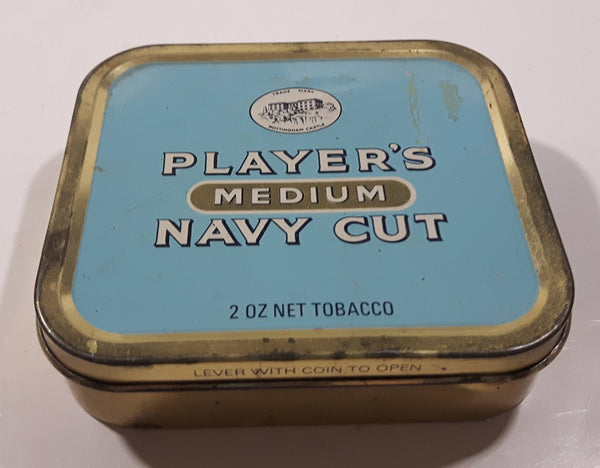 TRADE MARK
NOTTINGHAM CASTLE
PLAYER'S
MEDIUM
NAVY CUT
2 OZ NET TOBACCO
LEVER WITH COIN TO OPEN